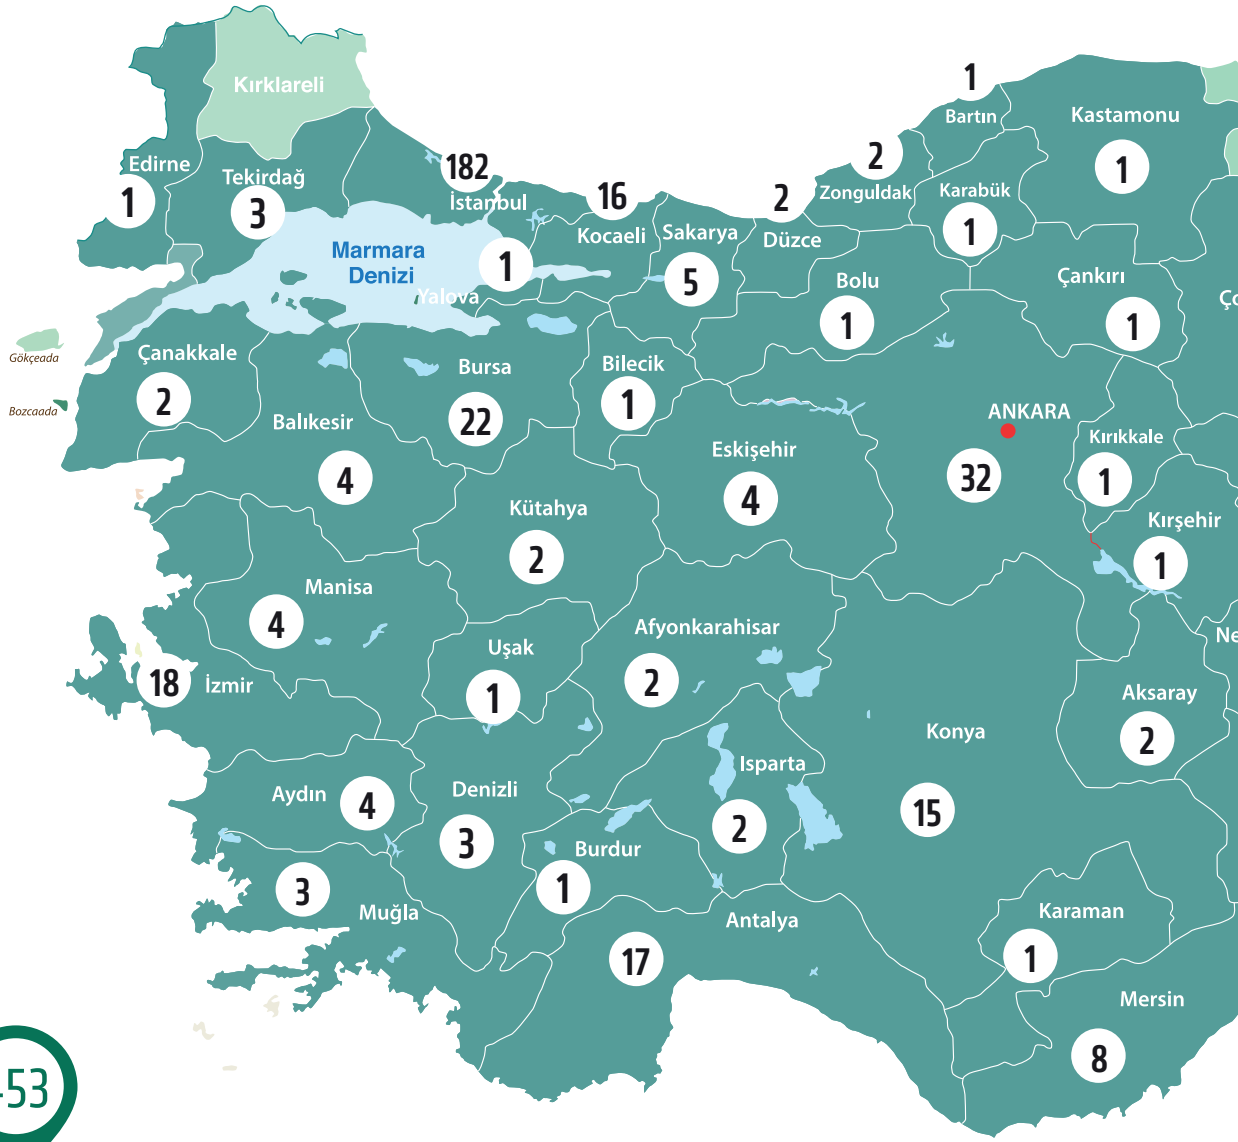 Kırklareli
1
Bartın
Kastamonu
1
Edirne
1
Tekirdağ
3
182
İstanbul
16
Kocaeli
Sakarya
5
2
Düzce
2
Zonguldak
Karabük
1
Marmara
Denizi
1
Yalova
Bolu
1
Çankırı
1
Gökçeada
Bozcaada
Çanakkale
2
Balıkesir
4
Bursa
22
Bilecik
1
Eskişehir
4
ANKARA
32
Kırıkkale
1
Kırşehir
1
Kütahya
2
Manisa
4
Uşak
1
Afyonkarahisar
2
18
İzmir
Aksaray
2
Konya
15
Isparta
2
Aydın
4
Denizli
3
Burdur
1
3
Muğla
Antalya
17
Karaman
1
Mersin
8
53